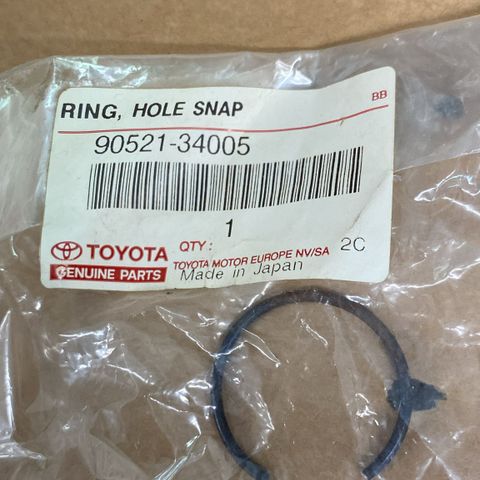 RING, HOLE SNAP BB
90521-34005
1
TOYOTA QTY: 2C
GENUINE PARTS TOYOTA MOTOR EUROPE NV/SA
Made in Japan